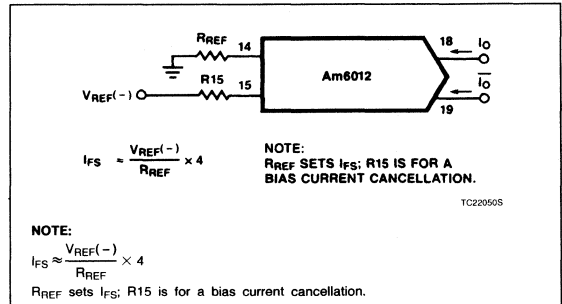 RREF 14
18 IO
Am6012
VREF(-) R15 15
IO
19
IFS ≈ VREF(-) / RREF × 4
NOTE:
RREF SETS IFS; R15 IS FOR A
BIAS CURRENT CANCELLATION.
TC22050S
NOTE:
IFS ≈ VREF(-) / RREF × 4
RREF sets IFS; R15 is for a bias current cancellation.